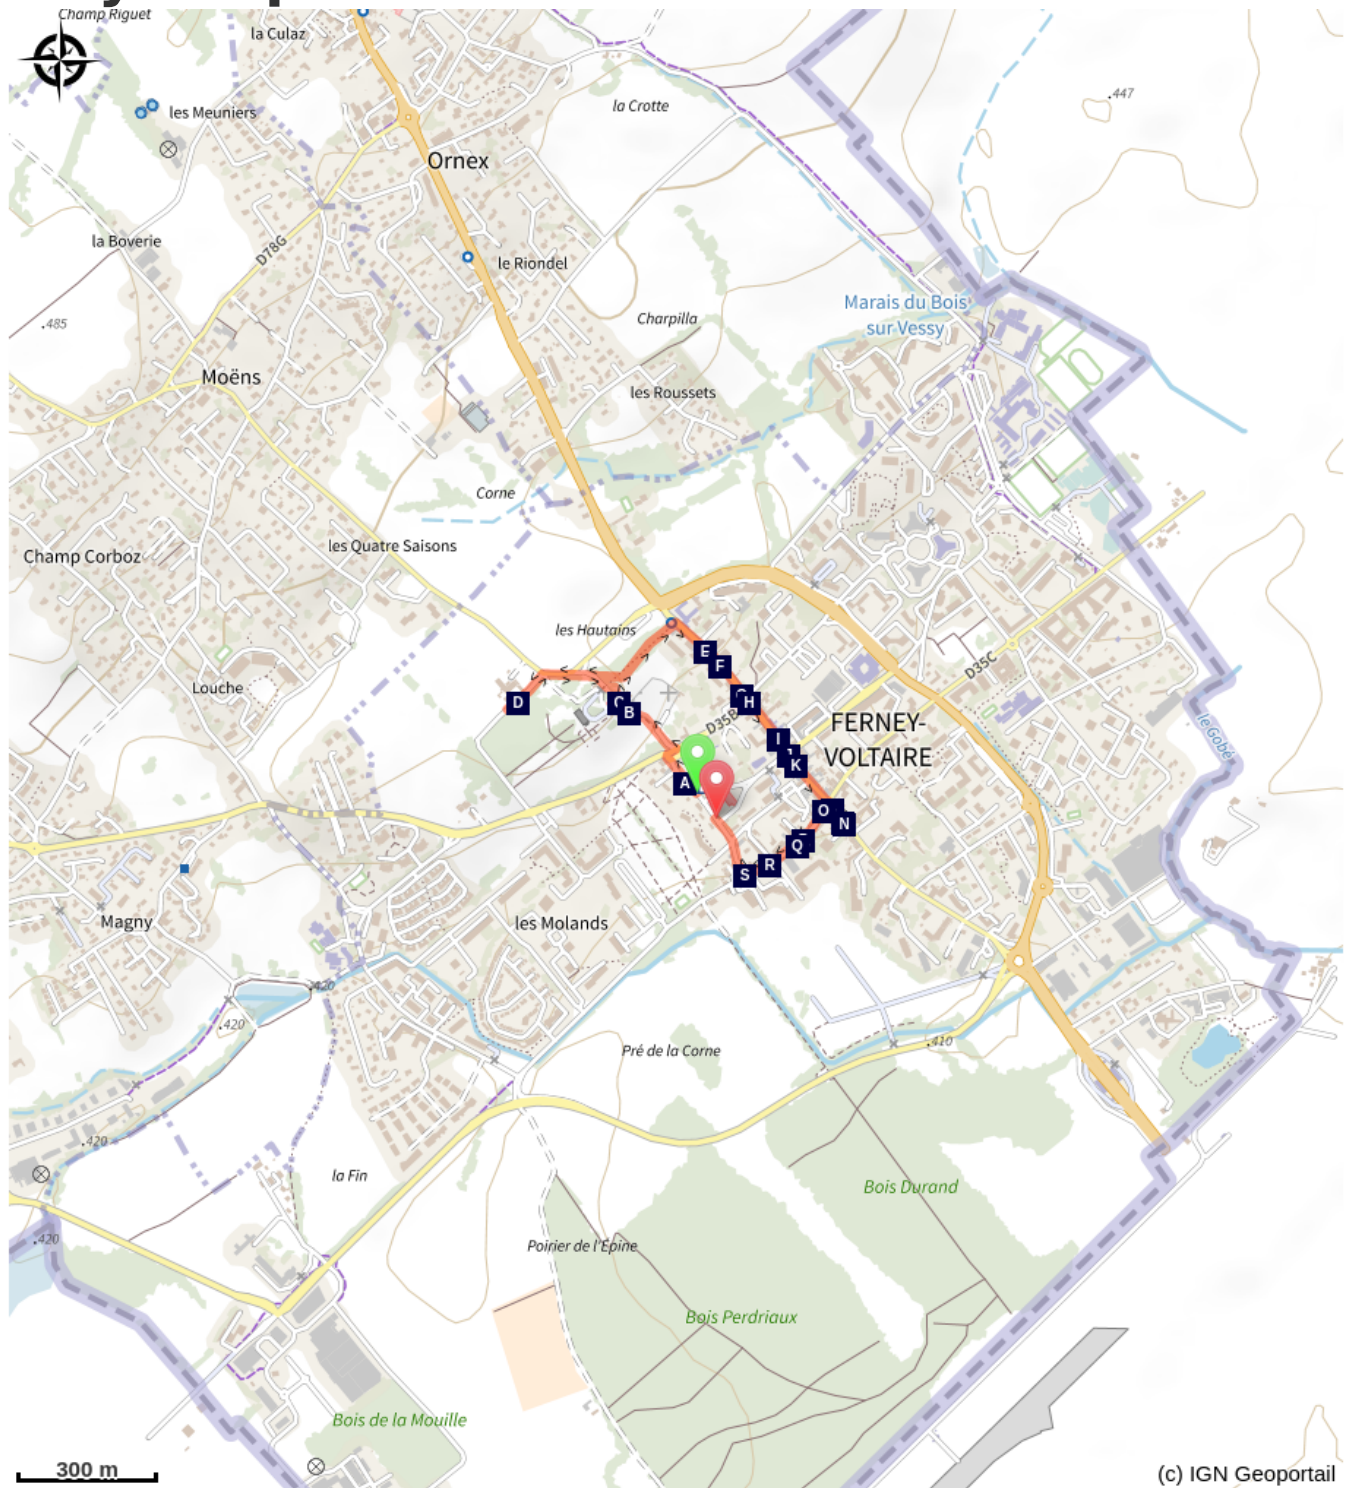 Champ Riguet
la Culaz
les Meuniers
la Crotte
.447
Ornex
la Boverie
D78G
le Riondel
Marais du Bois
sur Vessy
.485
Charpilla
Moëns
les Roussets
Corne
Champ Corboz
les Quatre Saisons
les Hautains
E
F
D35C
Louche
D
C
B
H
D35B
FERNEY-
VOLTAIRE
le Gobé
I
K
A
O
N
Q
R
S
Magny
les Molands
420
.420
Pré de la Corne
.410
.420
la Fin
Bois Durand
.420
Poirier de l'Épine
Bois Perdriaux
Bois de la Mouille
300 m
(c) IGN Geoportail